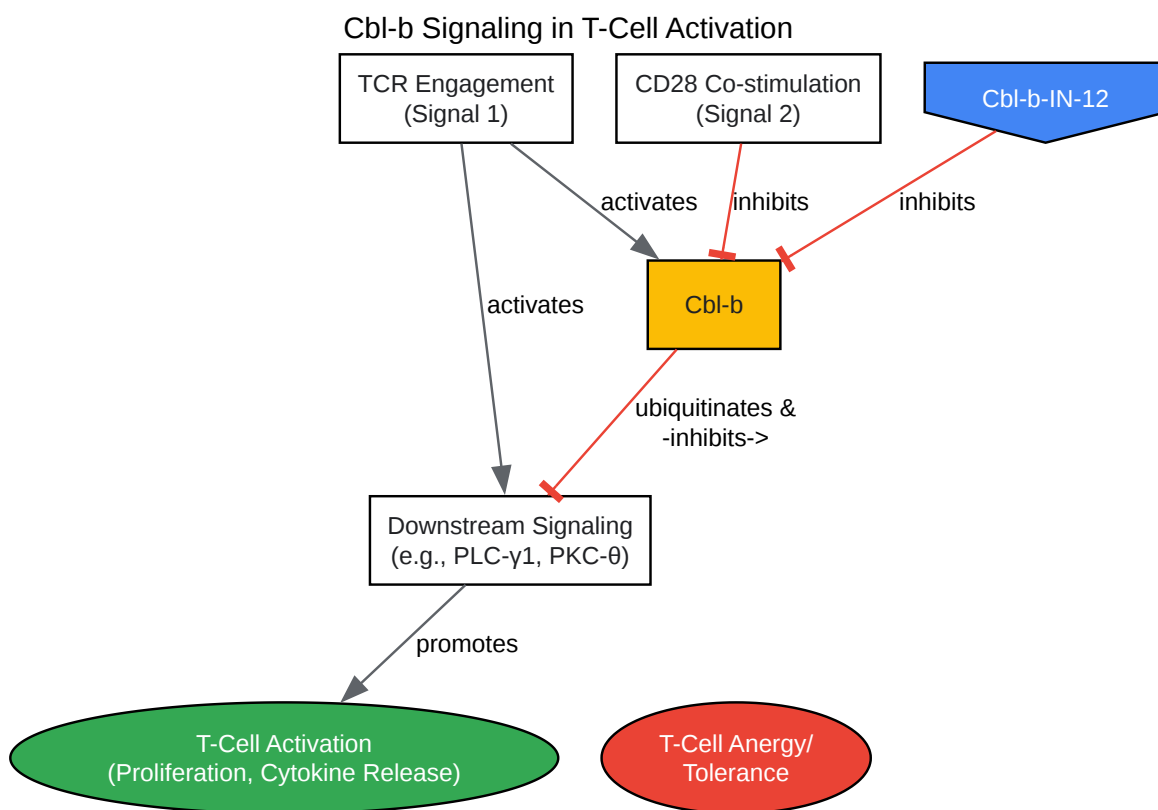 Cbl-b Signaling in T-Cell Activation
TCR Engagement
(Signal 1)
CD28 Co-stimulation
(Signal 2)
Cbl-b-IN-12
activates
inhibits
inhibits
activates
Cbl-b
ubiquitinates &
-inhibits->
Downstream Signaling
(e.g., PLC-γ1, PKC-θ)
promotes
T-Cell Activation
(Proliferation, Cytokine Release)
T-Cell Anergy/
Tolerance